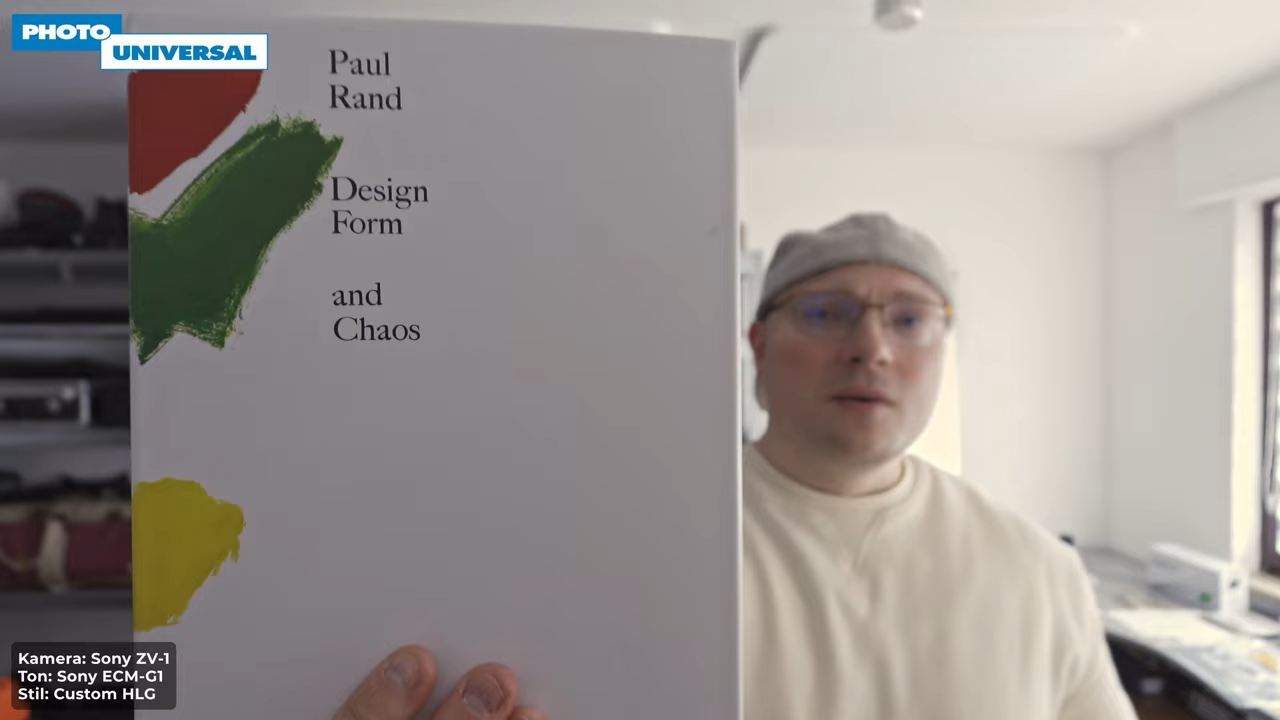 PHOTO
UNIVERSAL
Paul
Rand
Design
Form
and
Chaos
Kamera: Sony ZV-1
Ton: Sony ECM-G1
Stil: Custom HLG